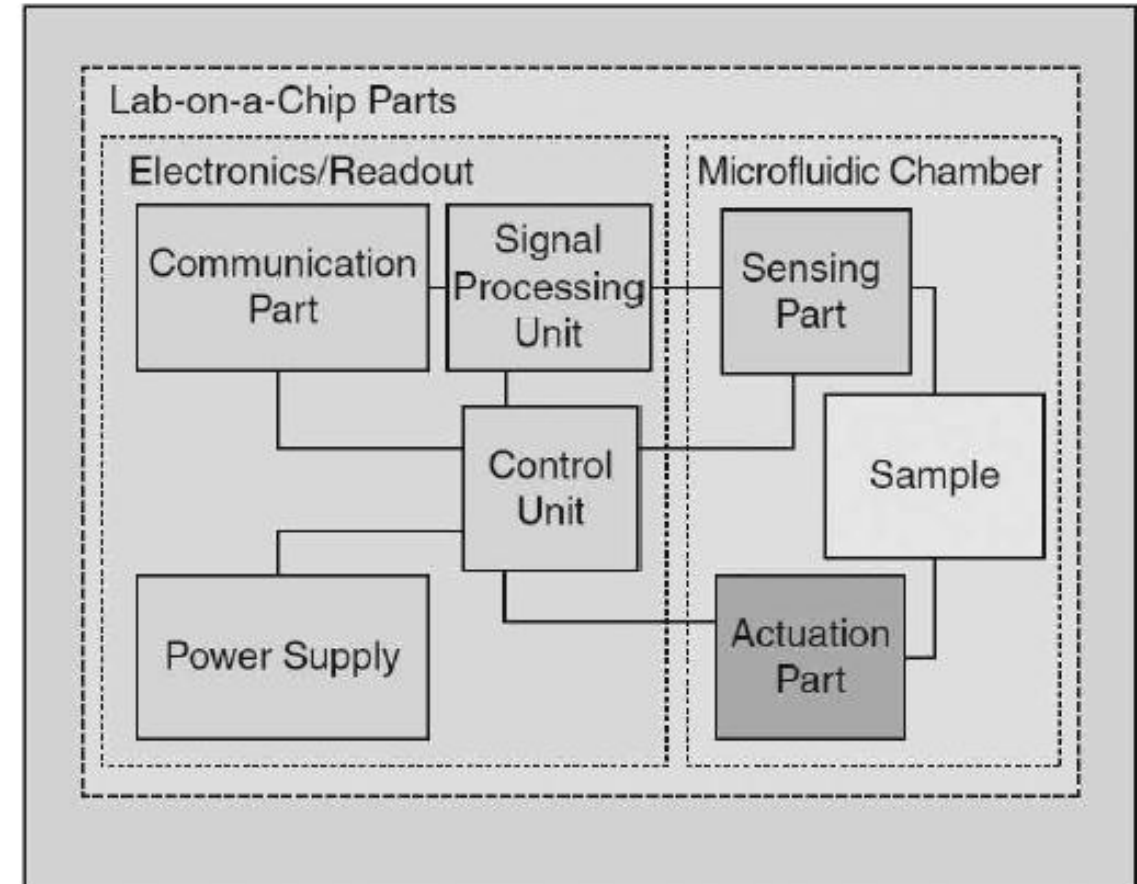 Lab-on-a-Chip Parts
Electronics/Readout
Communication
Part
Signal
Processing
Unit
Control
Unit
Power Supply
Microfluidic Chamber
Sensing
Part
Sample
Actuation
Part